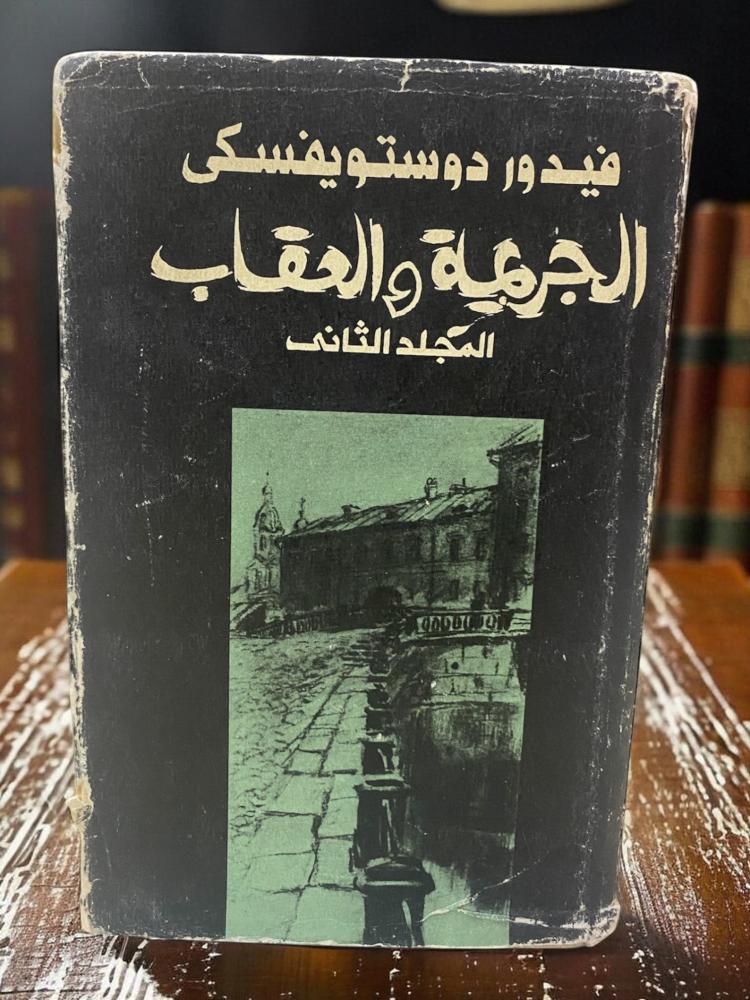 فيدور دوستويفسكى
الجريمة والعقاب
المجلد الثانى